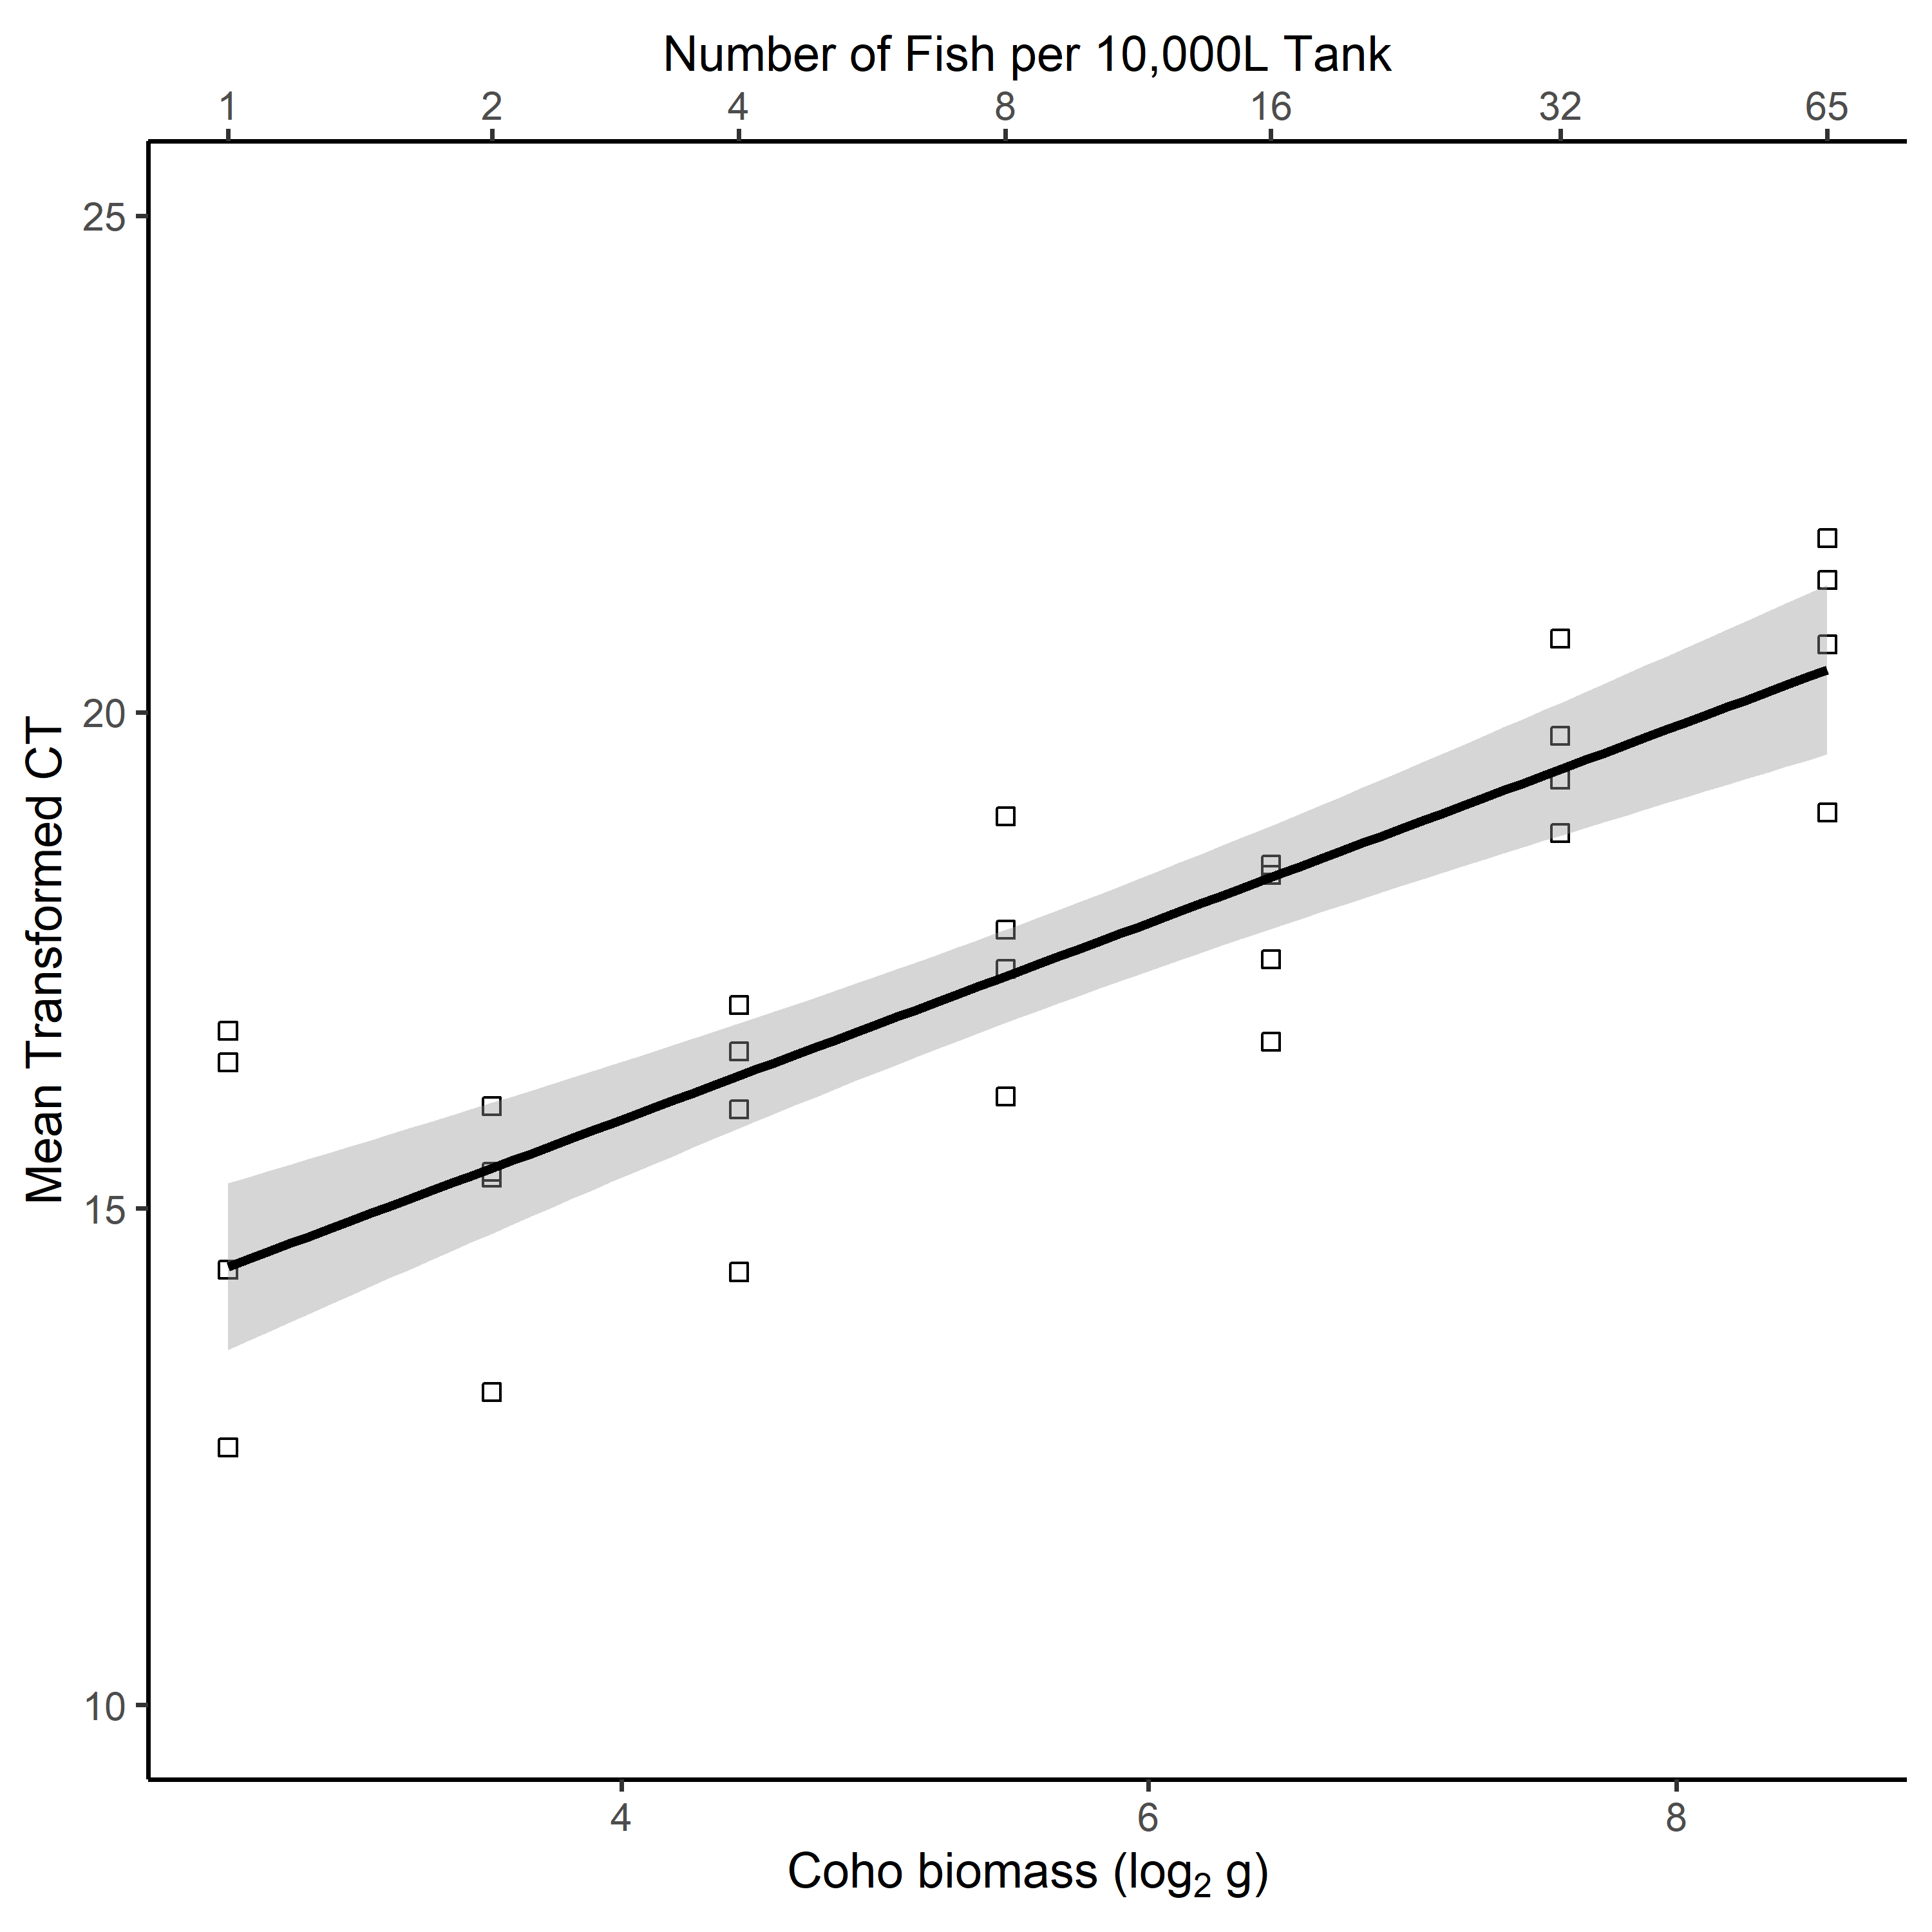 Number of Fish per 10,000L Tank
1 2 4 8 16 32 65
25
20
15
10
Mean Transformed CT
4 6 8
Coho biomass (log₂ g)